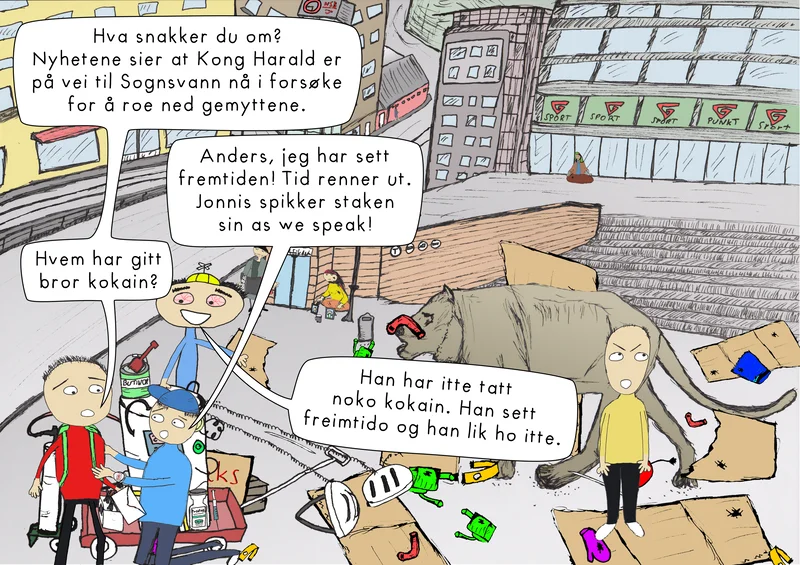 NSB
Hva snakker du om?
Nyhetene sier at Kong Harald er
på vei til Sognsvann nå i forsøke
for å roe ned gemyttene.
Hvem har gitt
bror kokain?
Anders, jeg har sett
fremtiden! Tid renner ut.
Jonnis spikker staken
sin as we speak!
G SPORT
G SPORT
G SPORT
G PUNKT
G SPORT
Han har itte tatt
noko kokain. Han sett
freimtido og han lik ho itte.